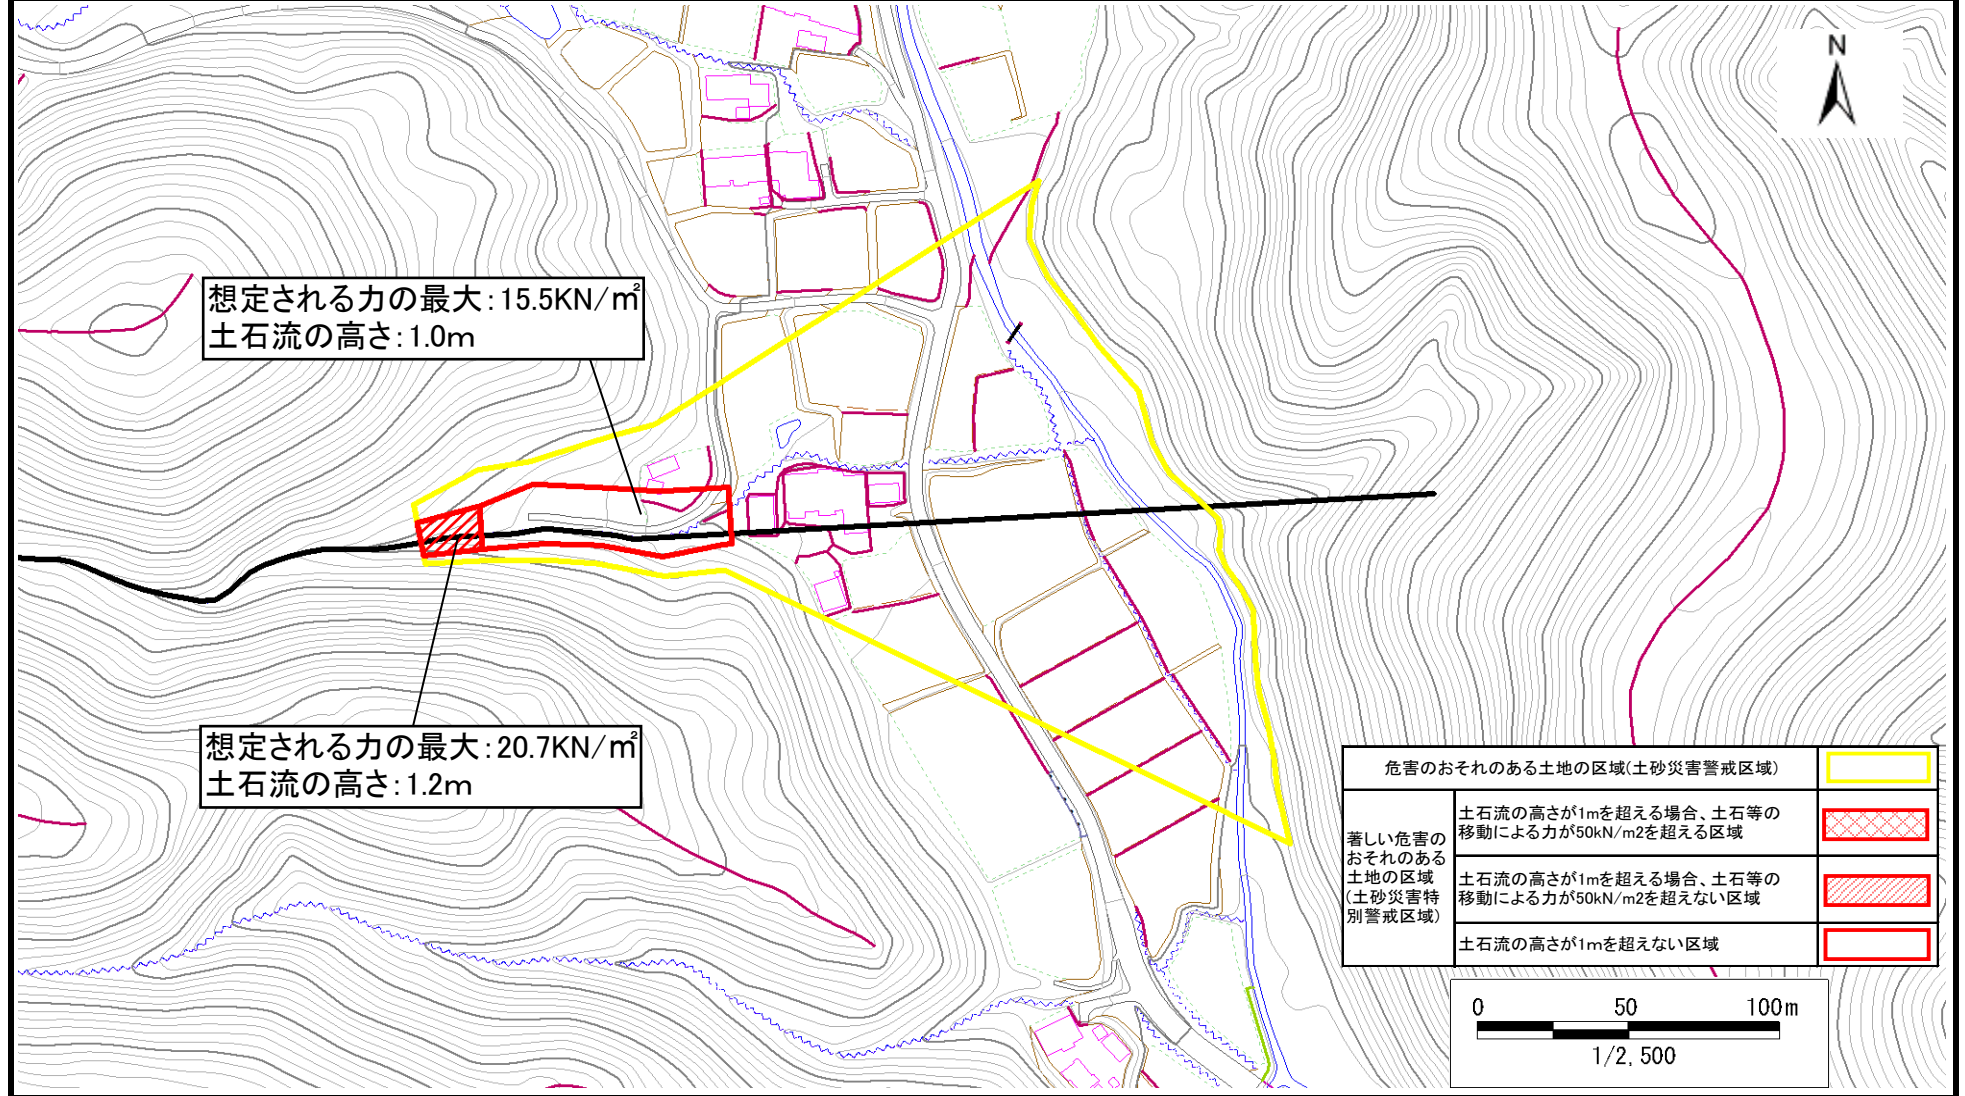 N
想定される力の最大:15.5KN/㎡
土石流の高さ:1.0m
想定される力の最大:20.7KN/㎡
土石流の高さ:1.2m
危害のおそれのある土地の区域(土砂災害警戒区域)
著しい危害の
おそれのある
土地の区域
(土砂災害特
別警戒区域)
土石流の高さが1mを超える場合、土石等の
移動による力が50kN/m2を超える区域
土石流の高さが1mを超える場合、土石等の
移動による力が50kN/m2を超えない区域
土石流の高さが1mを超えない区域
0 50 100m
1/2,500